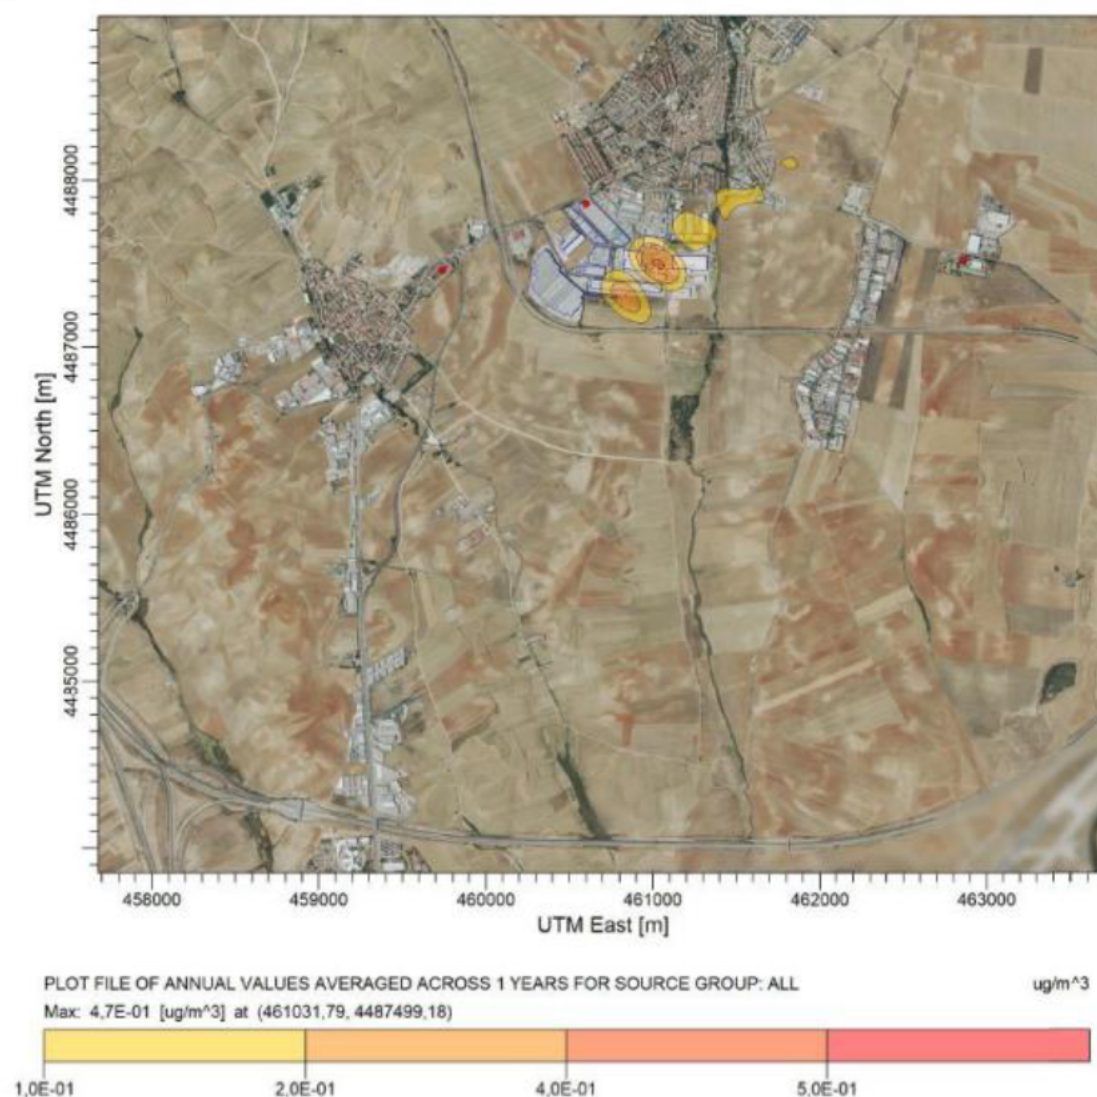 4488000
4487000
4486000
4485000
UTM North [m]
458000 459000 460000 461000 462000 463000
UTM East [m]
PLOT FILE OF ANNUAL VALUES AVERAGED ACROSS 1 YEARS FOR SOURCE GROUP: ALL ug/m^3
Max: 4,7E-01 [ug/m^3] at (461031,79, 4487499,18)
1,0E-01 2,0E-01 4,0E-01 5,0E-01